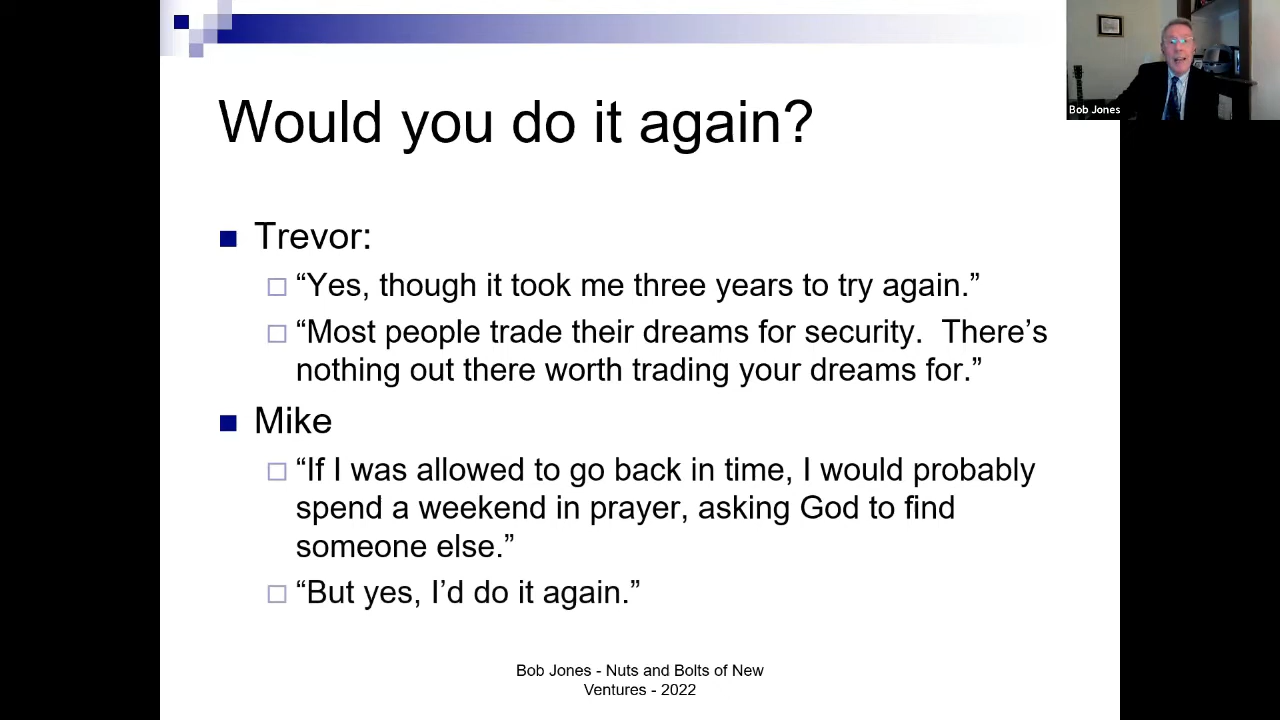 Would you do it again?
Bob Jones
Trevor:
“Yes, though it took me three years to try again.”
“Most people trade their dreams for security.  There’s
nothing out there worth trading your dreams for.”
Mike
“If I was allowed to go back in time, I would probably
spend a weekend in prayer, asking God to find
someone else.”
“But yes, I’d do it again.”
Bob Jones - Nuts and Bolts of New
Ventures - 2022